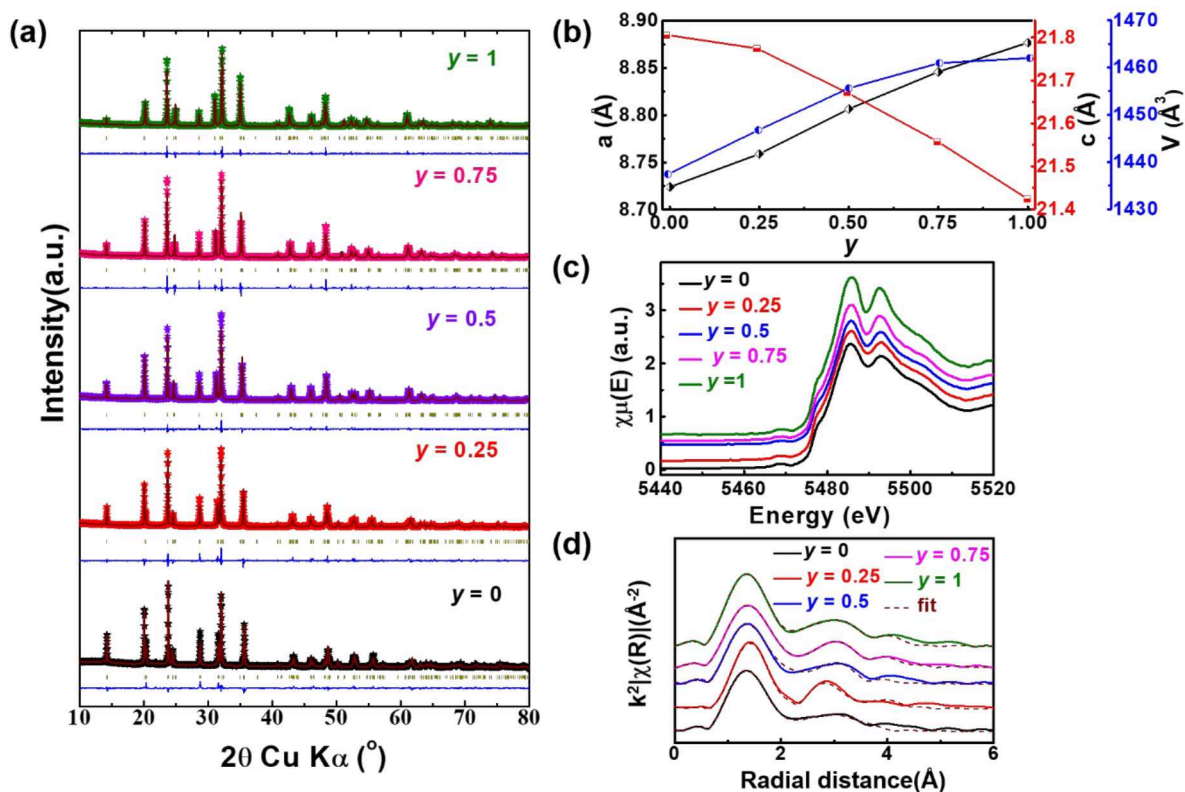 (a)
y = 1
y = 0.75
y = 0.5
y = 0.25
y = 0
Intensity(a.u.)
10 20 30 40 50 60 70 80
2θ Cu Kα (°)
(b)
8.90
8.85
8.80
8.75
8.70
a (Å)
0.00 0.25 0.50 0.75 1.00
y
21.8
21.7
21.6
21.5
21.4
c (Å)
1470
1460
1450
1440
1430
V (Å³)
(c)
y = 0
y = 0.25
y = 0.5
y = 0.75
y =1
3
2
1
0
χμ(E) (a.u.)
5440 5460 5480 5500 5520
Energy (eV)
(d)
y = 0
y = 0.25
y = 0.5
y = 0.75
y = 1
fit
k²|χ(R)|(Å⁻²)
0 2 4 6
Radial distance(Å)